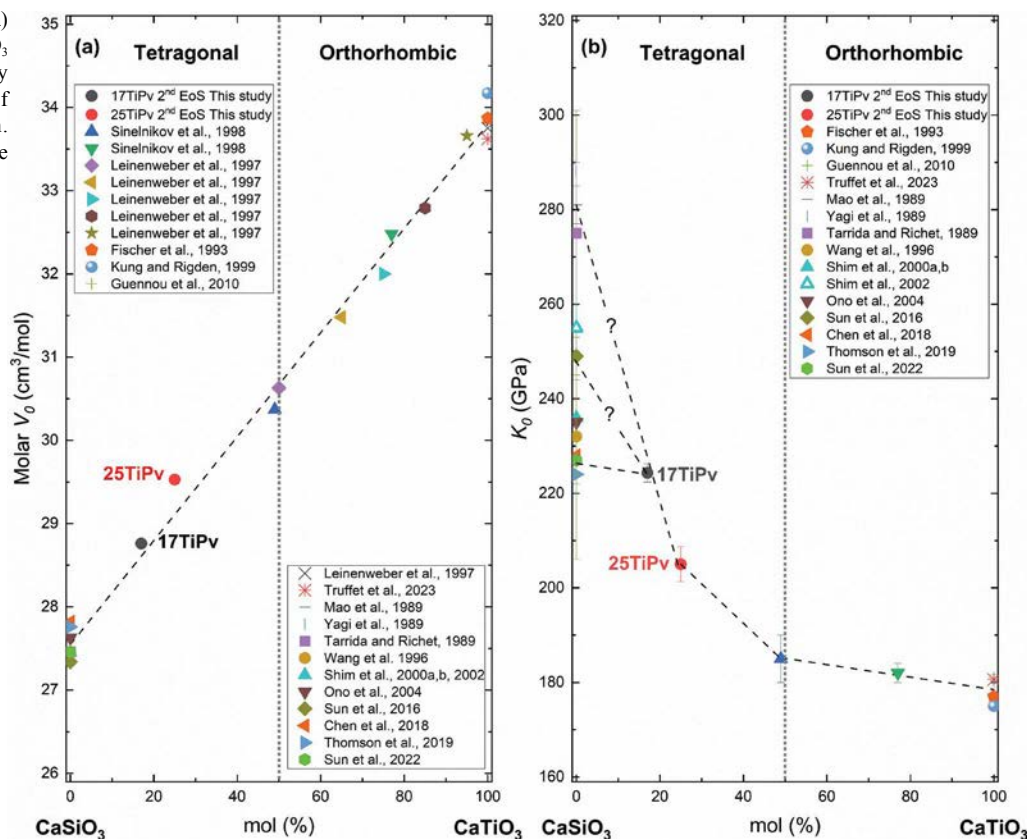 )
O₃
y
f
n.
e
(a)
Tetragonal
Orthorhombic
17TiPv 2nd EoS This study
25TiPv 2nd EoS This study
Sinelnikov et al., 1998
Sinelnikov et al., 1998
Leinenweber et al., 1997
Leinenweber et al., 1997
Leinenweber et al., 1997
Leinenweber et al., 1997
Leinenweber et al., 1997
Fischer et al., 1993
Kung and Rigden, 1999
Guennou et al., 2010
25TiPv
17TiPv
Leinenweber et al., 1997
Truffet et al., 2023
Mao et al., 1989
Yagi et al., 1989
Tarrida and Richet, 1989
Wang et al. 1996
Shim et al., 2000a,b, 2002
Ono et al., 2004
Sun et al., 2016
Chen et al., 2018
Thomson et al., 2019
Sun et al., 2022
Molar V₀ (cm³/mol)
35
34
33
32
31
30
29
28
27
26
0 20 40 60 80 100
CaSiO₃ mol (%) CaTiO₃
(b)
Tetragonal
Orthorhombic
17TiPv 2nd EoS This study
25TiPv 2nd EoS This study
Fischer et al., 1993
Kung and Rigden, 1999
Guennou et al., 2010
Truffet et al., 2023
Mao et al., 1989
Yagi et al., 1989
Tarrida and Richet, 1989
Wang et al., 1996
Shim et al., 2000a,b
Shim et al., 2002
Ono et al., 2004
Sun et al., 2016
Chen et al., 2018
Thomson et al., 2019
Sun et al., 2022
?
?
17TiPv
25TiPv
K₀ (GPa)
320
300
280
260
240
220
200
180
160
0 20 40 60 80 100
CaSiO₃ mol (%) CaTiO₃